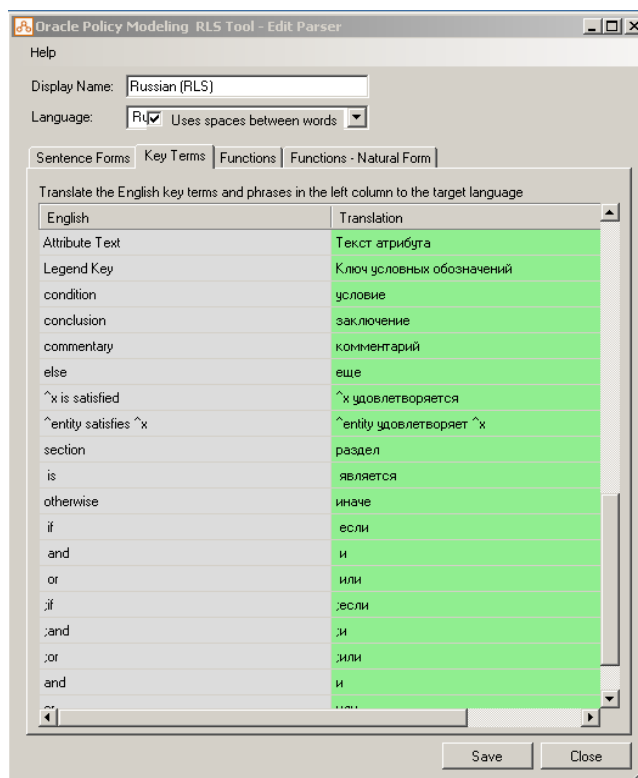 Oracle Policy Modeling RLS Tool - Edit Parser
Help
Display Name: Russian (RLS)
Language: Uses spaces between words
Sentence Forms Key Terms Functions Functions - Natural Form
Translate the English key terms and phrases in the left column to the target language
English Translation
Attribute Text Текст атрибута
Legend Key Ключ условных обозначений
condition условие
conclusion заключение
commentary комментарий
else еще
^x is satisfied ^x удовлетворяется
^entity satisfies ^x ^entity удовлетворяет ^x
section раздел
is является
otherwise иначе
if если
and и
or или
;if ;если
;and ;и
;or ;или
and и
or или
Save Close